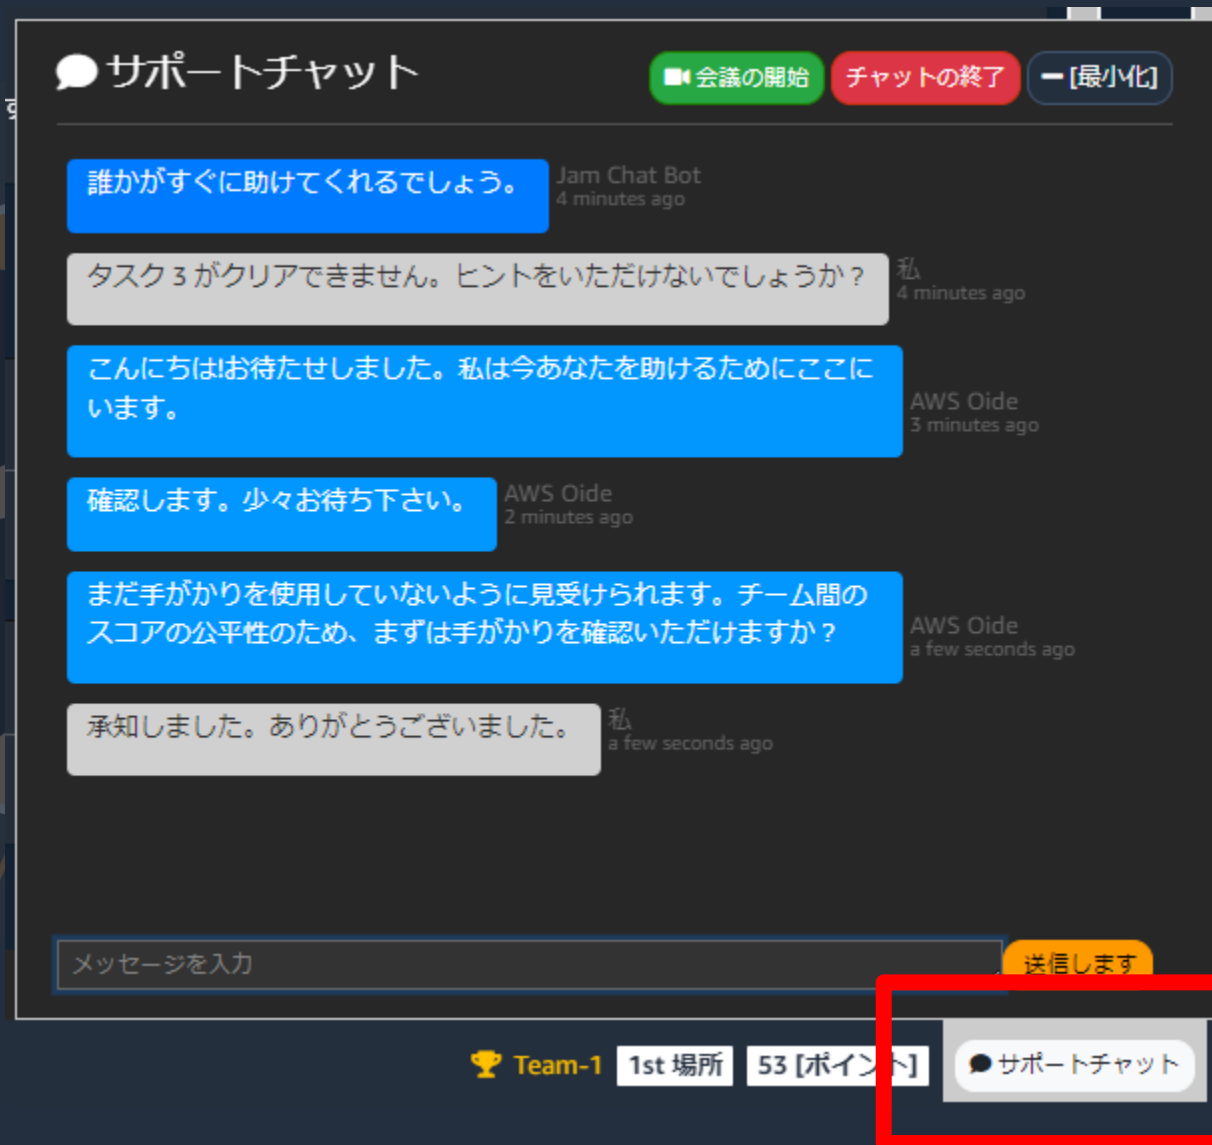 サポートチャット
会議の開始
チャットの終了
[最小化]
誰かがすぐに助けてくれるでしょう。
Jam Chat Bot
4 minutes ago
タスク 3 がクリアできません。ヒントをいただけないでしょうか？
私
4 minutes ago
こんにちは!お待たせしました。私は今あなたを助けるためにここに
います。
AWS Oide
3 minutes ago
確認します。少々お待ち下さい。
AWS Oide
2 minutes ago
まだ手がかりを使用していないように見受けられます。チーム間の
スコアの公平性のため、まずは手がかりを確認いただけますか？
AWS Oide
a few seconds ago
承知しました。ありがとうございました。
私
a few seconds ago
メッセージを入力
送信します
Team-1
1st 場所
53 [ポイント]
サポートチャット